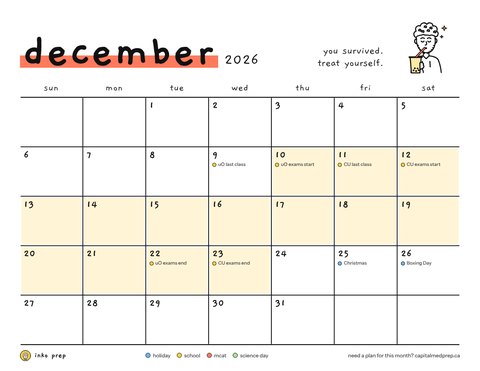 december 2026
you survived.
treat yourself.
sun mon tue wed thu fri sat
1 2 3 4 5
6 7 8 9 10 11 12
uO last class uO exams start CU last class CU exams start
13 14 15 16 17 18 19
20 21 22 23 24 25 26
uO exams end CU exams end Christmas Boxing Day
27 28 29 30 31
inko prep holiday school mcat science day need a plan for this month? capitalmedprep.ca